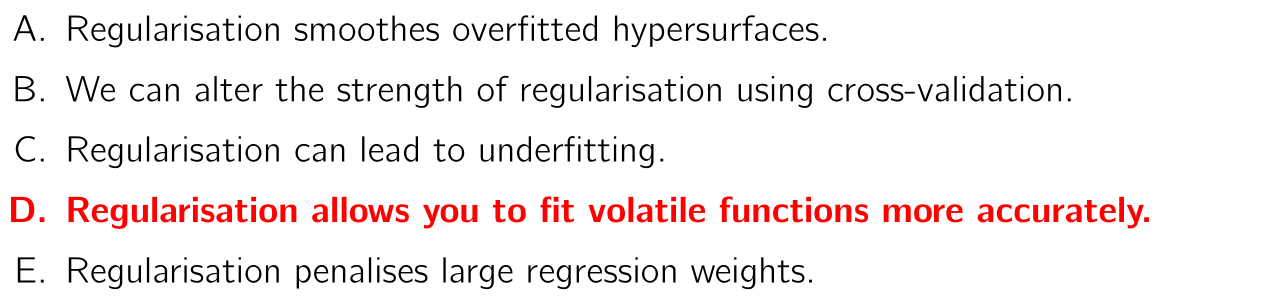 A. Regularisation smoothes overfitted hypersurfaces.
B. We can alter the strength of regularisation using cross-validation.
C. Regularisation can lead to underfitting.
D. Regularisation allows you to fit volatile functions more accurately.
E. Regularisation penalises large regression weights.